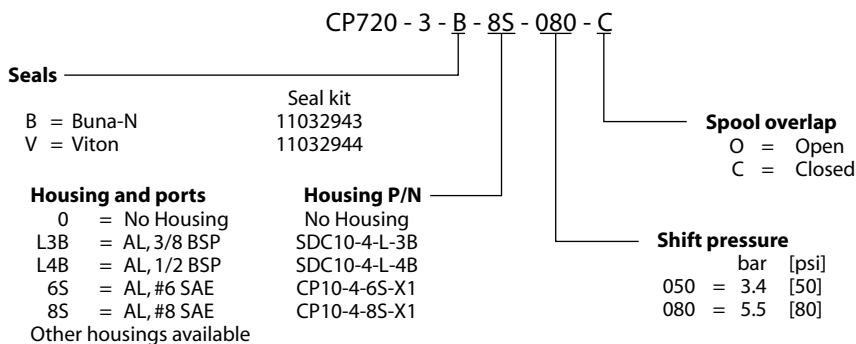 CP720 - 3 - B - 8S - 080 - C
Seals
Seal kit
B = Buna-N 11032943
V = Viton 11032944
Housing and ports Housing P/N
0 = No Housing No Housing
L3B = AL, 3/8 BSP SDC10-4-L-3B
L4B = AL, 1/2 BSP SDC10-4-L-4B
6S = AL, #6 SAE CP10-4-6S-X1
8S = AL, #8 SAE CP10-4-8S-X1
Other housings available
Spool overlap
O = Open
C = Closed
Shift pressure
bar [psi]
050 = 3.4 [50]
080 = 5.5 [80]